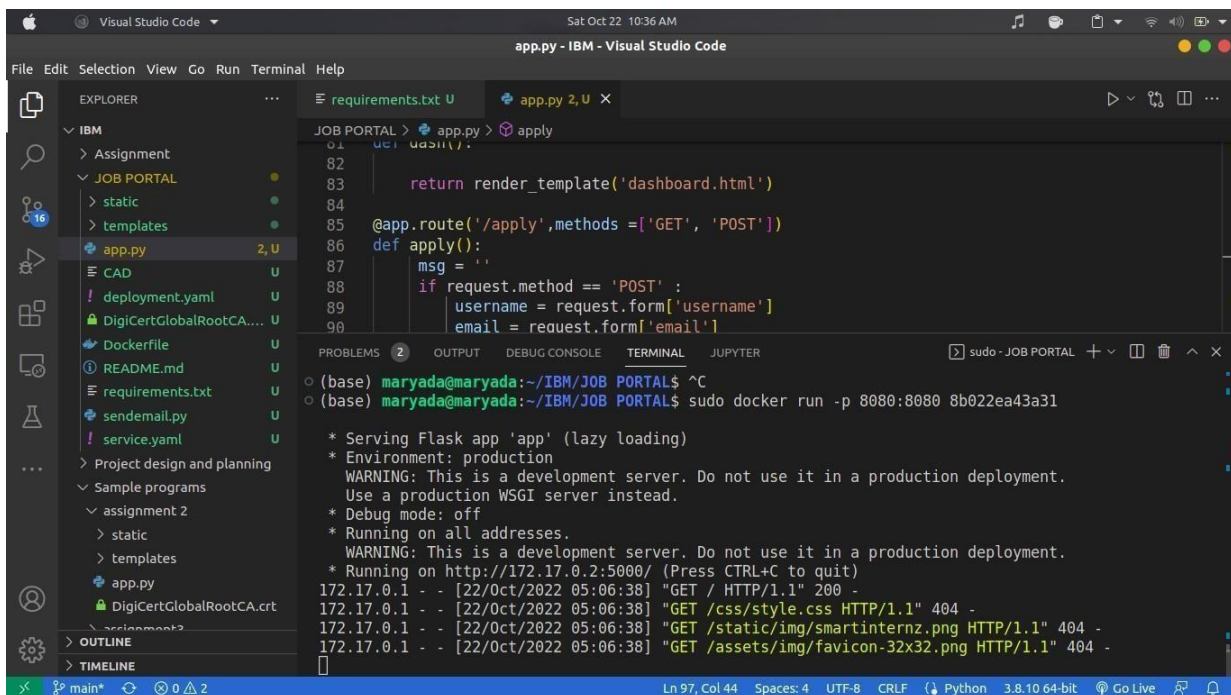 Visual Studio Code
Sat Oct 22 10:36 AM
app.py - IBM - Visual Studio Code
File Edit Selection View Go Run Terminal Help
EXPLORER
IBM
> Assignment
JOB PORTAL
> static
> templates
app.py 2, U
CAD U
! deployment.yaml U
DigiCertGlobalRootCA.... U
Dockerfile U
README.md U
requirements.txt U
sendemail.py U
! service.yaml U
> Project design and planning
Sample programs
assignment 2
> static
> templates
app.py
DigiCertGlobalRootCA.crt
> assignment3
> OUTLINE
> TIMELINE
16
requirements.txt U app.py 2, U
JOB PORTAL > app.py > apply
81 def dash():
82
83 return render_template('dashboard.html')
84
85 @app.route('/apply',methods =['GET', 'POST'])
86 def apply():
87 msg = ''
88 if request.method == 'POST' :
89 username = request.form['username']
90 email = request.form['email']
PROBLEMS 2 OUTPUT DEBUG CONSOLE TERMINAL JUPYTER sudo - JOB PORTAL
(base) maryada@maryada:~/IBM/JOB PORTAL$ ^C
(base) maryada@maryada:~/IBM/JOB PORTAL$ sudo docker run -p 8080:8080 8b022ea43a31
* Serving Flask app 'app' (lazy loading)
* Environment: production
WARNING: This is a development server. Do not use it in a production deployment.
Use a production WSGI server instead.
* Debug mode: off
* Running on all addresses.
WARNING: This is a development server. Do not use it in a production deployment.
* Running on http://172.17.0.2:5000/ (Press CTRL+C to quit)
172.17.0.1 - - [22/Oct/2022 05:06:38] "GET / HTTP/1.1" 200 -
172.17.0.1 - - [22/Oct/2022 05:06:38] "GET /css/style.css HTTP/1.1" 404 -
172.17.0.1 - - [22/Oct/2022 05:06:38] "GET /static/img/smartinternz.png HTTP/1.1" 404 -
172.17.0.1 - - [22/Oct/2022 05:06:38] "GET /assets/img/favicon-32x32.png HTTP/1.1" 404 -
main* 0 2 Ln 97, Col 44 Spaces: 4 UTF-8 CRLF Python 3.8.10 64-bit Go Live